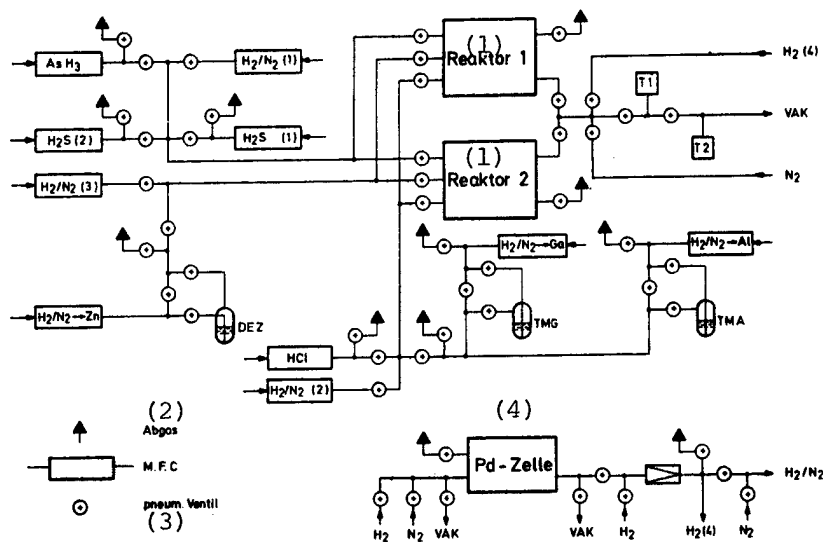 (1)
Reaktor 1
As H₃
H₂/N₂ (1)
H₂(4)
T1
H₂S (2)
H₂S (1)
VAK
T2
(1)
Reaktor 2
H₂/N₂ (3)
N₂
H₂/N₂→Ga
H₂/N₂→Al
H₂/N₂→Zn
DEZ
TMG
TMA
HCl
H₂/N₂ (2)
(2)
Abgas
(4)
M.F.C
Pd-Zelle
H₂/N₂
pneum. Ventil
(3)
H₂
N₂
VAK
VAK
H₂
H₂(4)
N₂